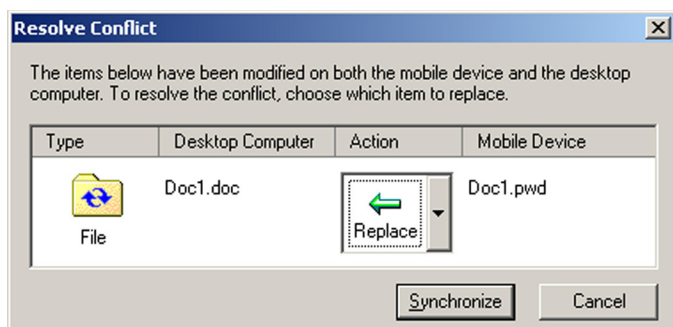 Resolve Conflict
The items below have been modified on both the mobile device and the desktop
computer. To resolve the conflict, choose which item to replace.
Type Desktop Computer Action Mobile Device
Doc1.doc Doc1.pwd
Replace
File
Synchronize Cancel